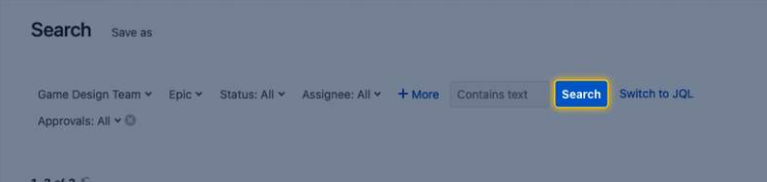 Search Save as
Game Design Team Epic Status: All Assignee: All + More Contains text Search Switch to JQL
Approvals: All